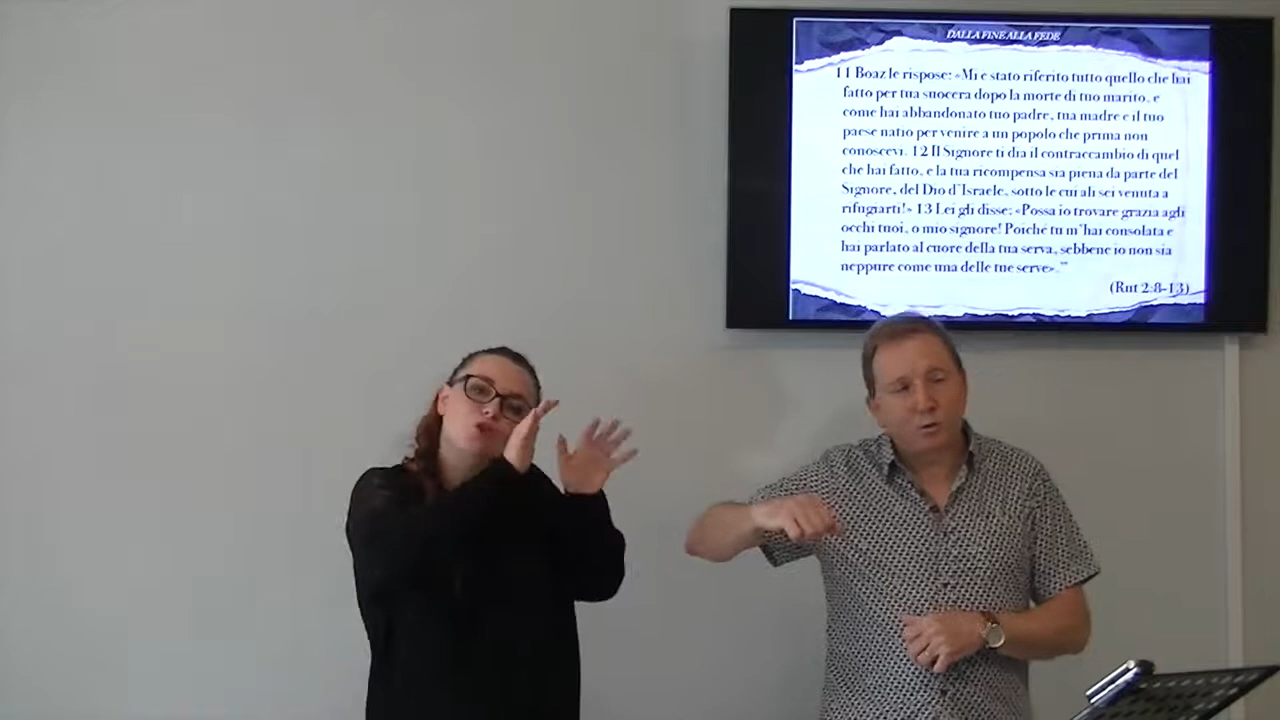 DALLA FINE ALLA FEDE
11 Boaz le rispose: «Mi è stato riferito tutto quello che hai
fatto per tua suocera dopo la morte di tuo marito, e
come hai abbandonato tuo padre, tua madre e il tuo
paese natio per venire a un popolo che prima non
conoscevi. 12 Il Signore ti dia il contraccambio di quel
che hai fatto, e la tua ricompensa sia piena da parte del
Signore, del Dio d'Israele, sotto le cui ali sei venuta a
rifugiarti!» 13 Lei gli disse: «Possa io trovare grazia agli
occhi tuoi, o mio signore! Poiché tu m'hai consolata e
hai parlato al cuore della tua serva, sebbene io non sia
neppure come una delle tue serve».”
(Rut 2:8-13)